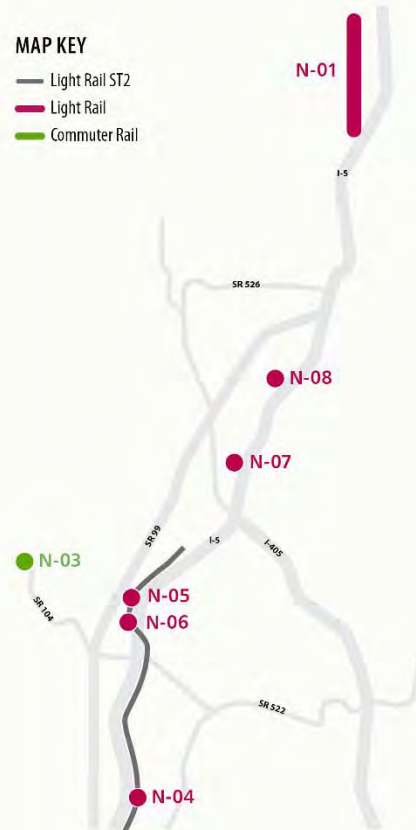 MAP KEY
Light Rail ST2
Light Rail
Commuter Rail
N-01
I-5
SR 526
N-08
N-07
SR 99
I-5
I-405
N-03
N-05
SR 104
N-06
SR 522
N-04